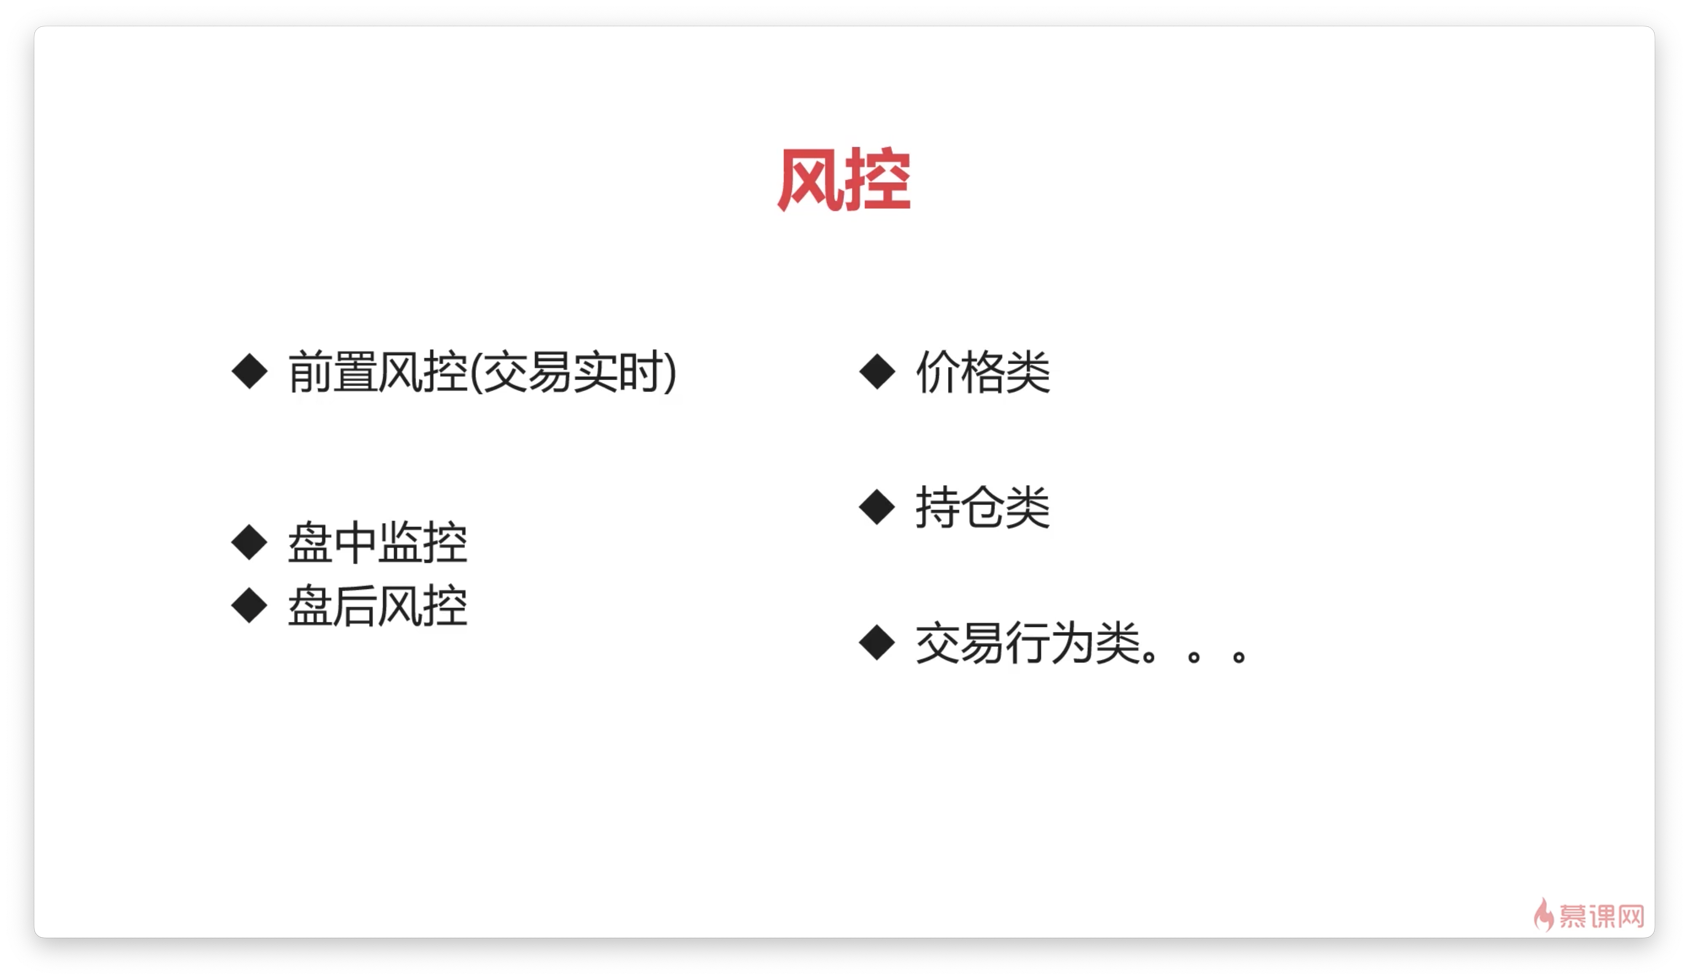 风控
◆ 前置风控(交易实时)
◆ 盘中监控
◆ 盘后风控
◆ 价格类
◆ 持仓类
◆ 交易行为类。。。
慕课网